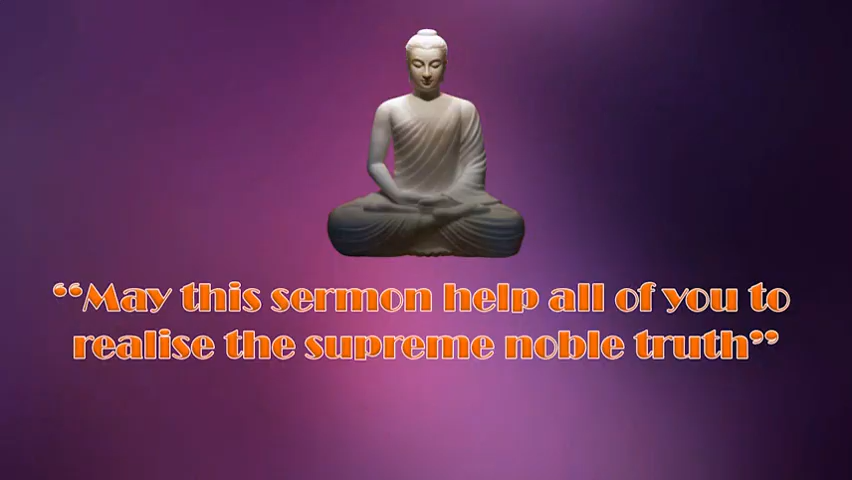 “May this sermon help all of you to
realise the supreme noble truth”